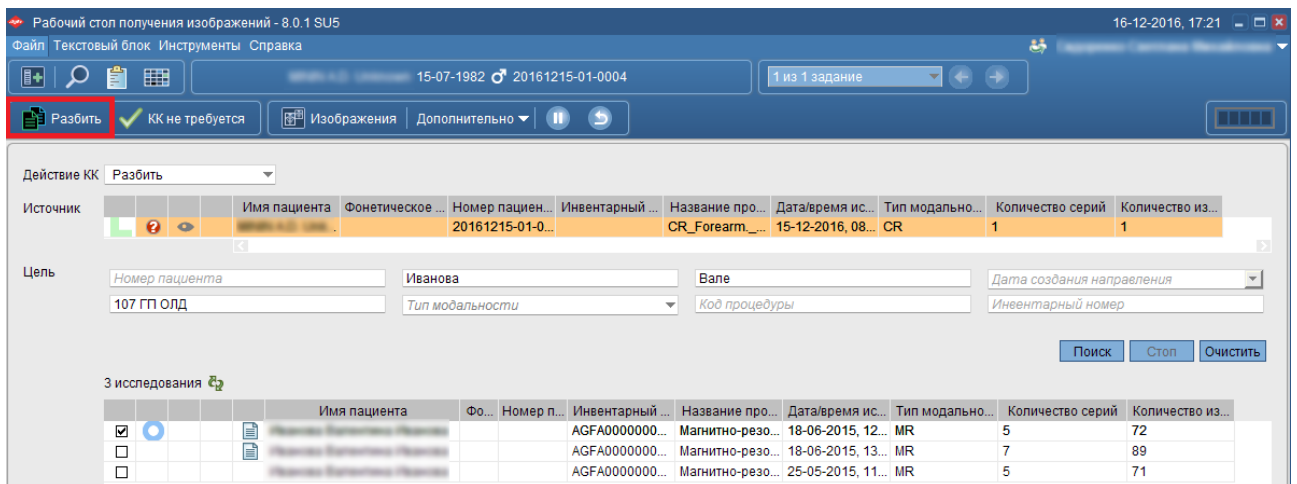 Рабочий стол получения изображений - 8.0.1 SU5 16-12-2016, 17:21
Файл Текстовый блок Инструменты Справка
15-07-1982 20161215-01-0004 1 из 1 задание
Разбить КК не требуется Изображения Дополнительно
Действие КК Разбить
Источник Имя пациента Фонетическое ... Номер пациен... Инвентарный ... Название про... Дата/время ис... Тип модально... Количество серий Количество из...
20161215-01-0... CR_Forearm._... 15-12-2016, 08... CR 1 1
Цель Номер пациента Иванова Вале Дата создания направления
107 ГП ОЛД Тип модальности Код процедуры Инвентарный номер
Поиск Стоп Очистить
3 исследования
Имя пациента Фо... Номер п... Инвентарный ... Название про... Дата/время ис... Тип модально... Количество серий Количество из...
AGFA0000000... Магнитно-резо... 18-06-2015, 12... MR 5 72
AGFA0000000... Магнитно-резо... 18-06-2015, 13... MR 7 89
AGFA0000000... Магнитно-резо... 25-05-2015, 11... MR 5 71